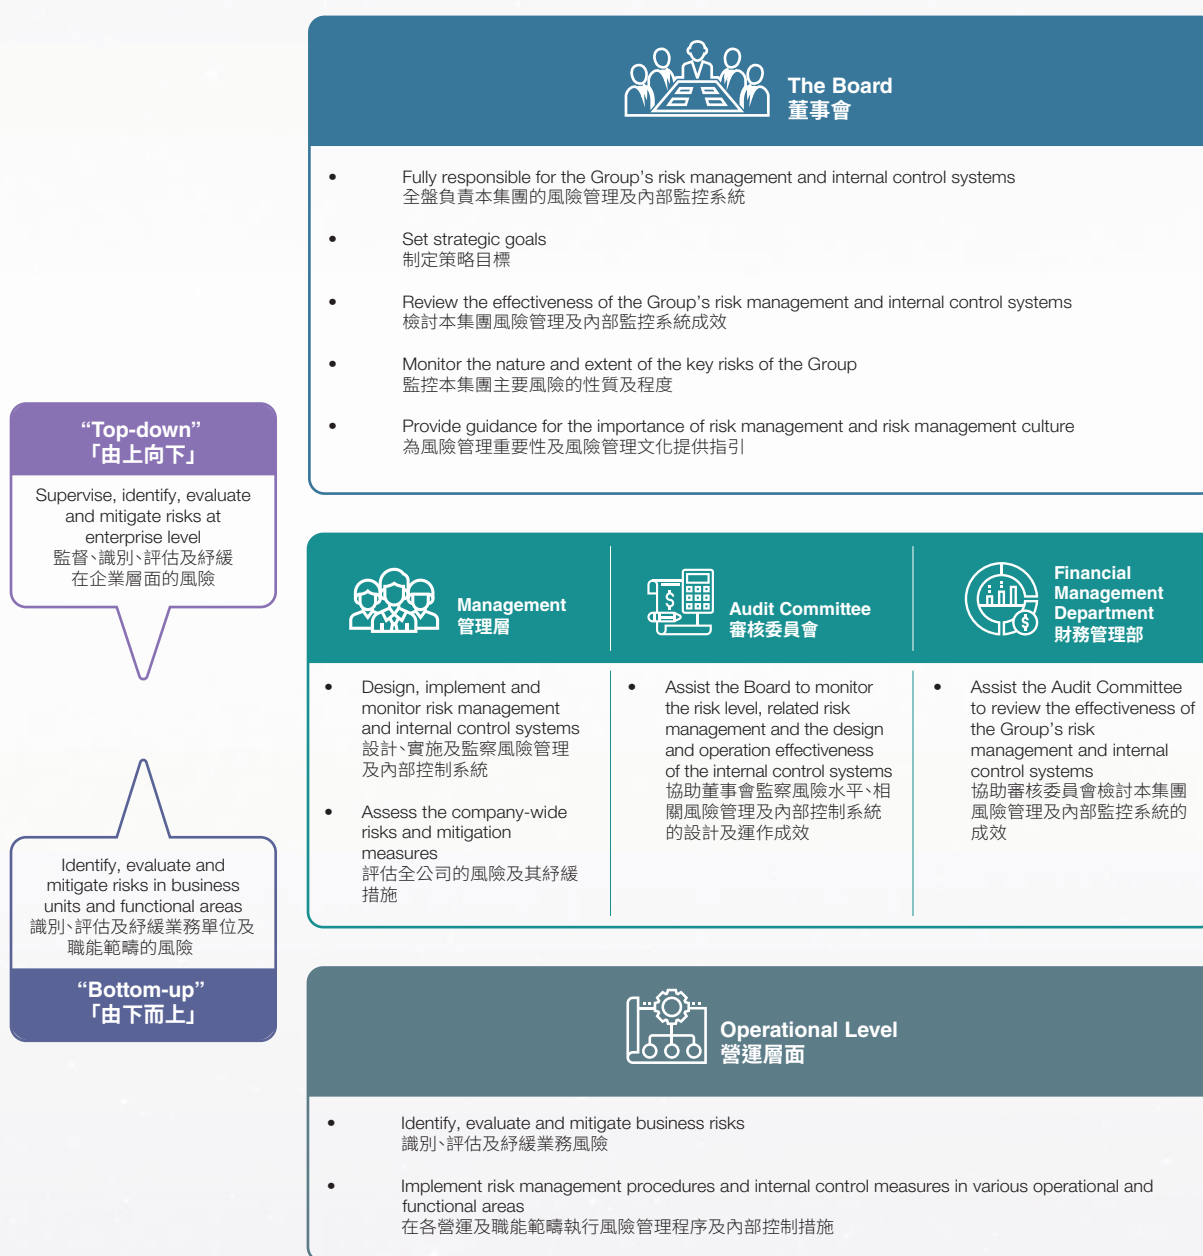 The Board
董事會
• Fully responsible for the Group’s risk management and internal control systems
全盤負責本集團的風險管理及內部監控系統
• Set strategic goals
制定策略目標
• Review the effectiveness of the Group’s risk management and internal control systems
檢討本集團風險管理及內部監控系統成效
• Monitor the nature and extent of the key risks of the Group
監控本集團主要風險的性質及程度
• Provide guidance for the importance of risk management and risk management culture
為風險管理重要性及風險管理文化提供指引
“Top-down”
「由上向下」
Supervise, identify, evaluate
and mitigate risks at
enterprise level
監督、識別、評估及紓緩
在企業層面的風險
Management
管理層
• Design, implement and
monitor risk management
and internal control systems
設計、實施及監察風險管理
及內部控制系統
• Assess the company-wide
risks and mitigation
measures
評估全公司的風險及其紓緩
措施
Audit Committee
審核委員會
• Assist the Board to monitor
the risk level, related risk
management and the design
and operation effectiveness
of the internal control systems
協助董事會監察風險水平、相
關風險管理及內部控制系統
的設計及運作成效
Financial
Management
Department
財務管理部
• Assist the Audit Committee
to review the effectiveness of
the Group’s risk
management and internal
control systems
協助審核委員會檢討本集團
風險管理及內部監控系統的
成效
Identify, evaluate and
mitigate risks in business
units and functional areas
識別、評估及紓緩業務單位及
職能範疇的風險
“Bottom-up”
「由下而上」
Operational Level
營運層面
• Identify, evaluate and mitigate business risks
識別、評估及紓緩業務風險
• Implement risk management procedures and internal control measures in various operational and
functional areas
在各營運及職能範疇執行風險管理程序及內部控制措施